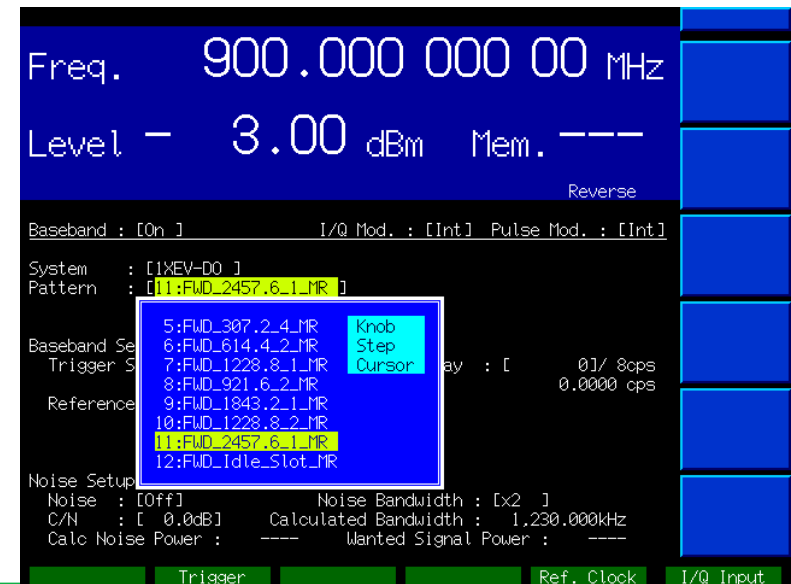 Freq. 900.000 000 00 MHz
Level - 3.00 dBm Mem. ---
Reverse
Baseband : [On ] I/Q Mod. : [Int] Pulse Mod. : [Int]
System : [1XEV-DO ]
Pattern : [11:FWD_2457.6_1_MR ]
5:FWD_307.2_4_MR Knob
Baseband Se 6:FWD_614.4_2_MR Step
Trigger S 7:FWD_1228.8_1_MR Cursor ay : [ 0]/ 8cps
8:FWD_921.6_2_MR 0.0000 cps
Reference 9:FWD_1843.2_1_MR
10:FWD_1228.8_2_MR
11:FWD_2457.6_1_MR
12:FWD_Idle_Slot_MR
Noise Setup
Noise : [Off] Noise Bandwidth : [x2 ]
C/N : [ 0.0dB] Calculated Bandwidth : 1,230.000kHz
Calc Noise Power : ---- Wanted Signal Power : ----
Trigger Ref. Clock I/Q Input